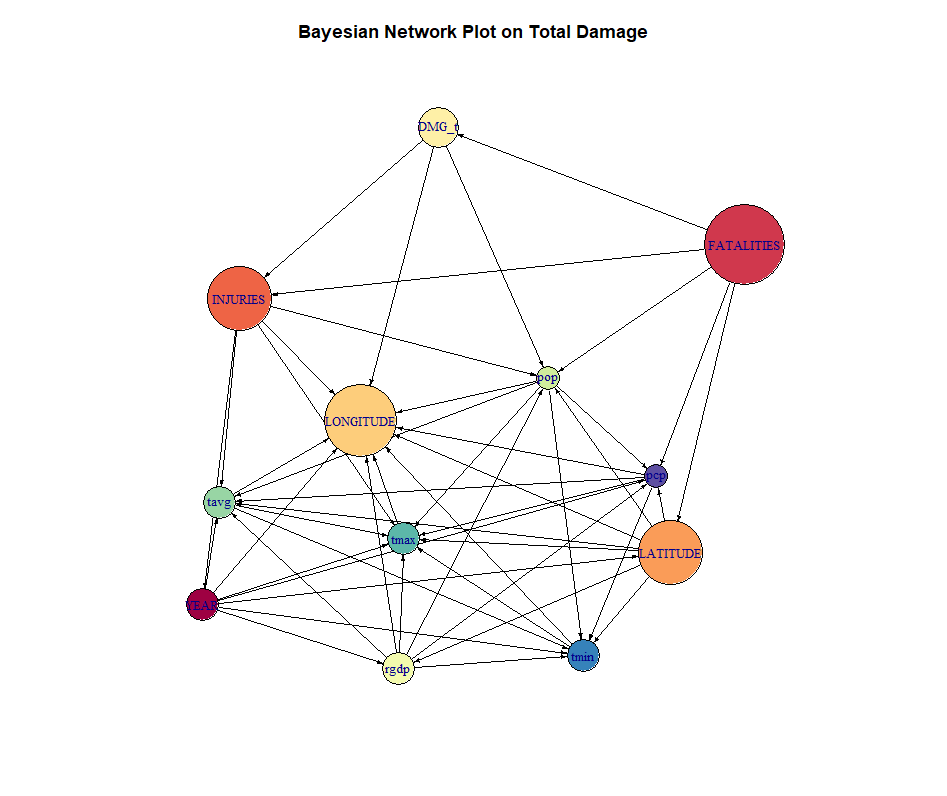 Bayesian Network Plot on Total Damage
DMG_t
FATALITIES
INJURIES
pop
LONGITUDE
pcp
tavg
tmax
LATITUDE
YEAR
tmin
rgdp